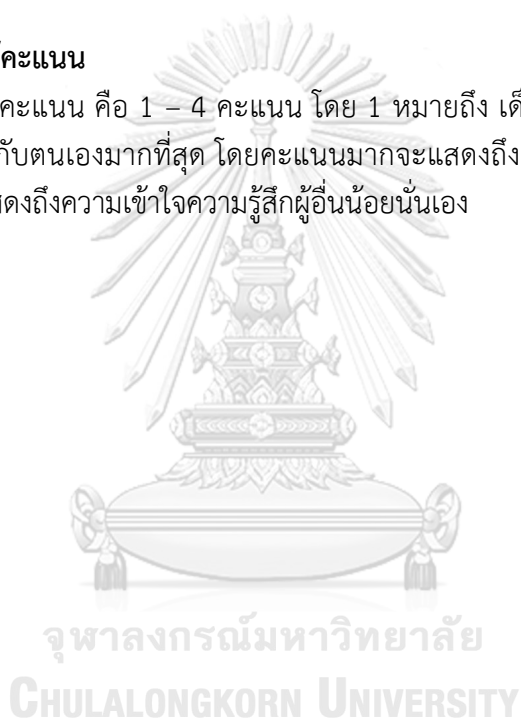 คะแนน
คะแนน คือ 1 – 4 คะแนน โดย 1 หมายถึง
กับตนเองมากที่สุด โดยคะแนนมากจะแสดงถึง
แสดงถึงความเข้าใจความรู้สึกผู้อื่นน้อยนั่นเอง
จุฬาลงกรณ์มหาวิทยาลัย
CHULALONGKORN UNIVERSITY